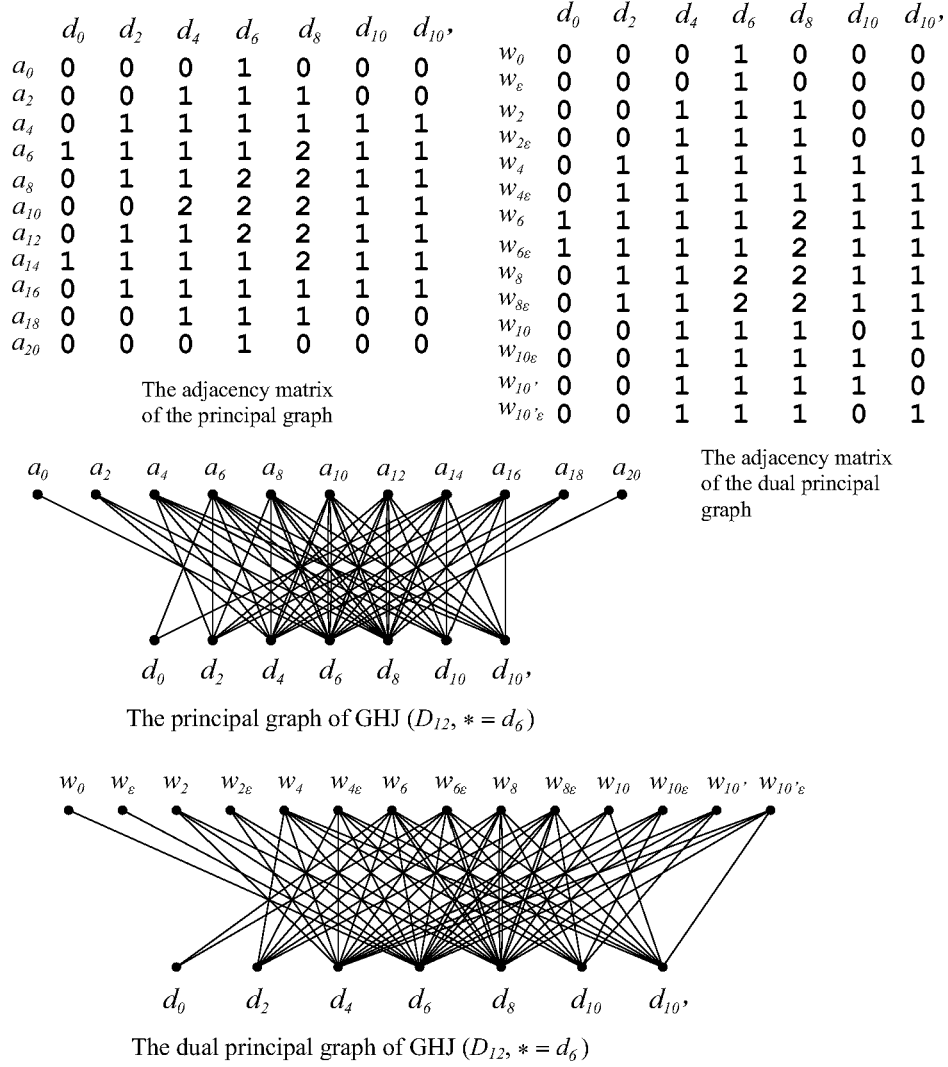 d0 d2 d4 d6 d8 d10 d10’
a0 0 0 0 1 0 0 0
a2 0 0 1 1 1 0 0
a4 0 1 1 1 1 1 1
a6 1 1 1 1 2 1 1
a8 0 1 1 2 2 1 1
a10 0 0 2 2 2 1 1
a12 0 1 1 2 2 1 1
a14 1 1 1 1 2 1 1
a16 0 1 1 1 1 1 1
a18 0 0 1 1 1 0 0
a20 0 0 0 1 0 0 0
The adjacency matrix
of the principal graph
d0 d2 d4 d6 d8 d10 d10’
w0 0 0 0 1 0 0 0
wε 0 0 0 1 0 0 0
w2 0 0 1 1 1 0 0
w2ε 0 0 1 1 1 0 0
w4 0 1 1 1 1 1 1
w4ε 0 1 1 1 1 1 1
w6 1 1 1 1 2 1 1
w6ε 1 1 1 1 2 1 1
w8 0 1 1 2 2 1 1
w8ε 0 1 1 2 2 1 1
w10 0 0 1 1 1 0 1
w10ε 0 0 1 1 1 1 0
w10’ 0 0 1 1 1 1 0
w10’ε 0 0 1 1 1 0 1
The adjacency matrix
of the dual principal
graph
a0 a2 a4 a6 a8 a10 a12 a14 a16 a18 a20
d0 d2 d4 d6 d8 d10 d10’
The principal graph of GHJ (D12, * = d6)
w0 wε w2 w2ε w4 w4ε w6 w6ε w8 w8ε w10 w10ε w10’ w10’ε
d0 d2 d4 d6 d8 d10 d10’
The dual principal graph of GHJ (D12, * = d6)